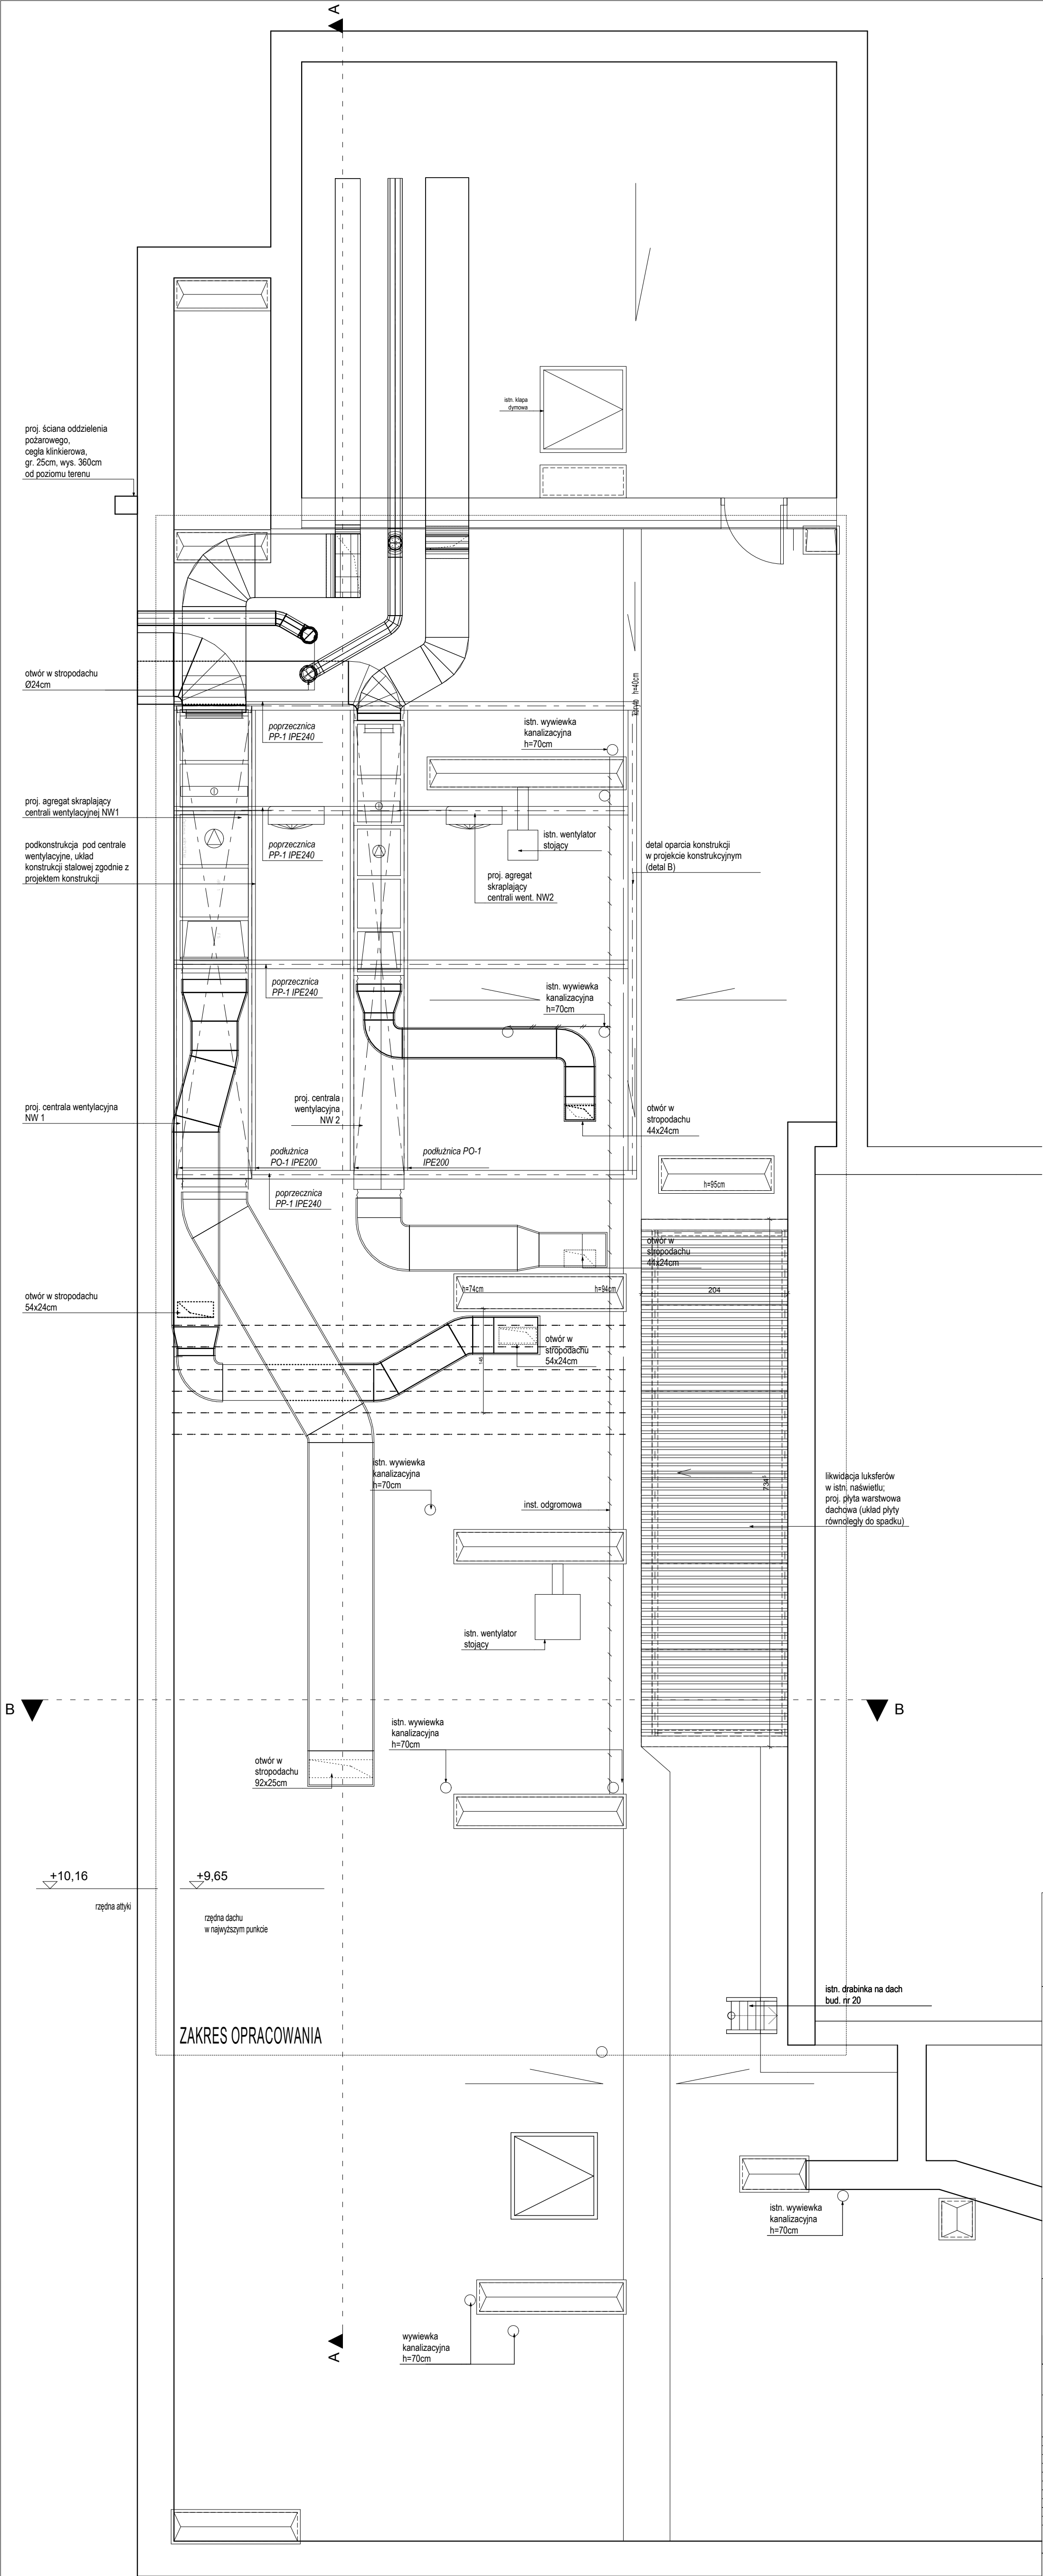 A
istn. klapa
dymowa
proj. ściana oddzielenia
pożarowego,
cegła klinkierowa,
gr. 25cm, wys. 360cm
od poziomu terenu
otwór w stropodachu
Ø24cm
h=40cm
poprzecznica
PP-1 IPE240
istn. wywiewka
kanalizacyjna
h=70cm
proj. agregat skraplający
centrali wentylacyjnej NW1
podkonstrukcja pod centrale
wentylacyjne, układ
konstrukcji stalowej zgodnie z
projektem konstrukcji
poprzecznica
PP-1 IPE240
istn. wentylator
stojący
detal oparcia konstrukcji
w projekcie konstrukcyjnym
(detal B)
proj. agregat
skraplający
centrali went. NW2
poprzecznica
PP-1 IPE240
istn. wywiewka
kanalizacyjna
h=70cm
proj. centrala wentylacyjna
NW 1
proj. centrala
wentylacyjna
NW 2
otwór w
stropodachu
44x24cm
podłużnica
PO-1 IPE200
podłużnica PO-1
IPE200
h=95cm
poprzecznica
PP-1 IPE240
otwór w
stropodachu
44x24cm
204
h=74cm
h=94cm
otwór w stropodachu
54x24cm
otwór w
stropodachu
54x24cm
145
istn. wywiewka
kanalizacyjna
h=70cm
inst. odgromowa
734⁵
likwidacja luksferów
w istn. naświetlu;
proj. płyta warstwowa
dachowa (układ płyty
równoległy do spadku)
istn. wentylator
stojący
B
B
istn. wywiewka
kanalizacyjna
h=70cm
otwór w
stropodachu
92x25cm
+10,16
+9,65
rzędna attyki
rzędna dachu
w najwyższym punkcie
istn. drabinka na dach
bud. nr 20
ZAKRES OPRACOWANIA
istn. wywiewka
kanalizacyjna
h=70cm
wywiewka
kanalizacyjna
h=70cm
A